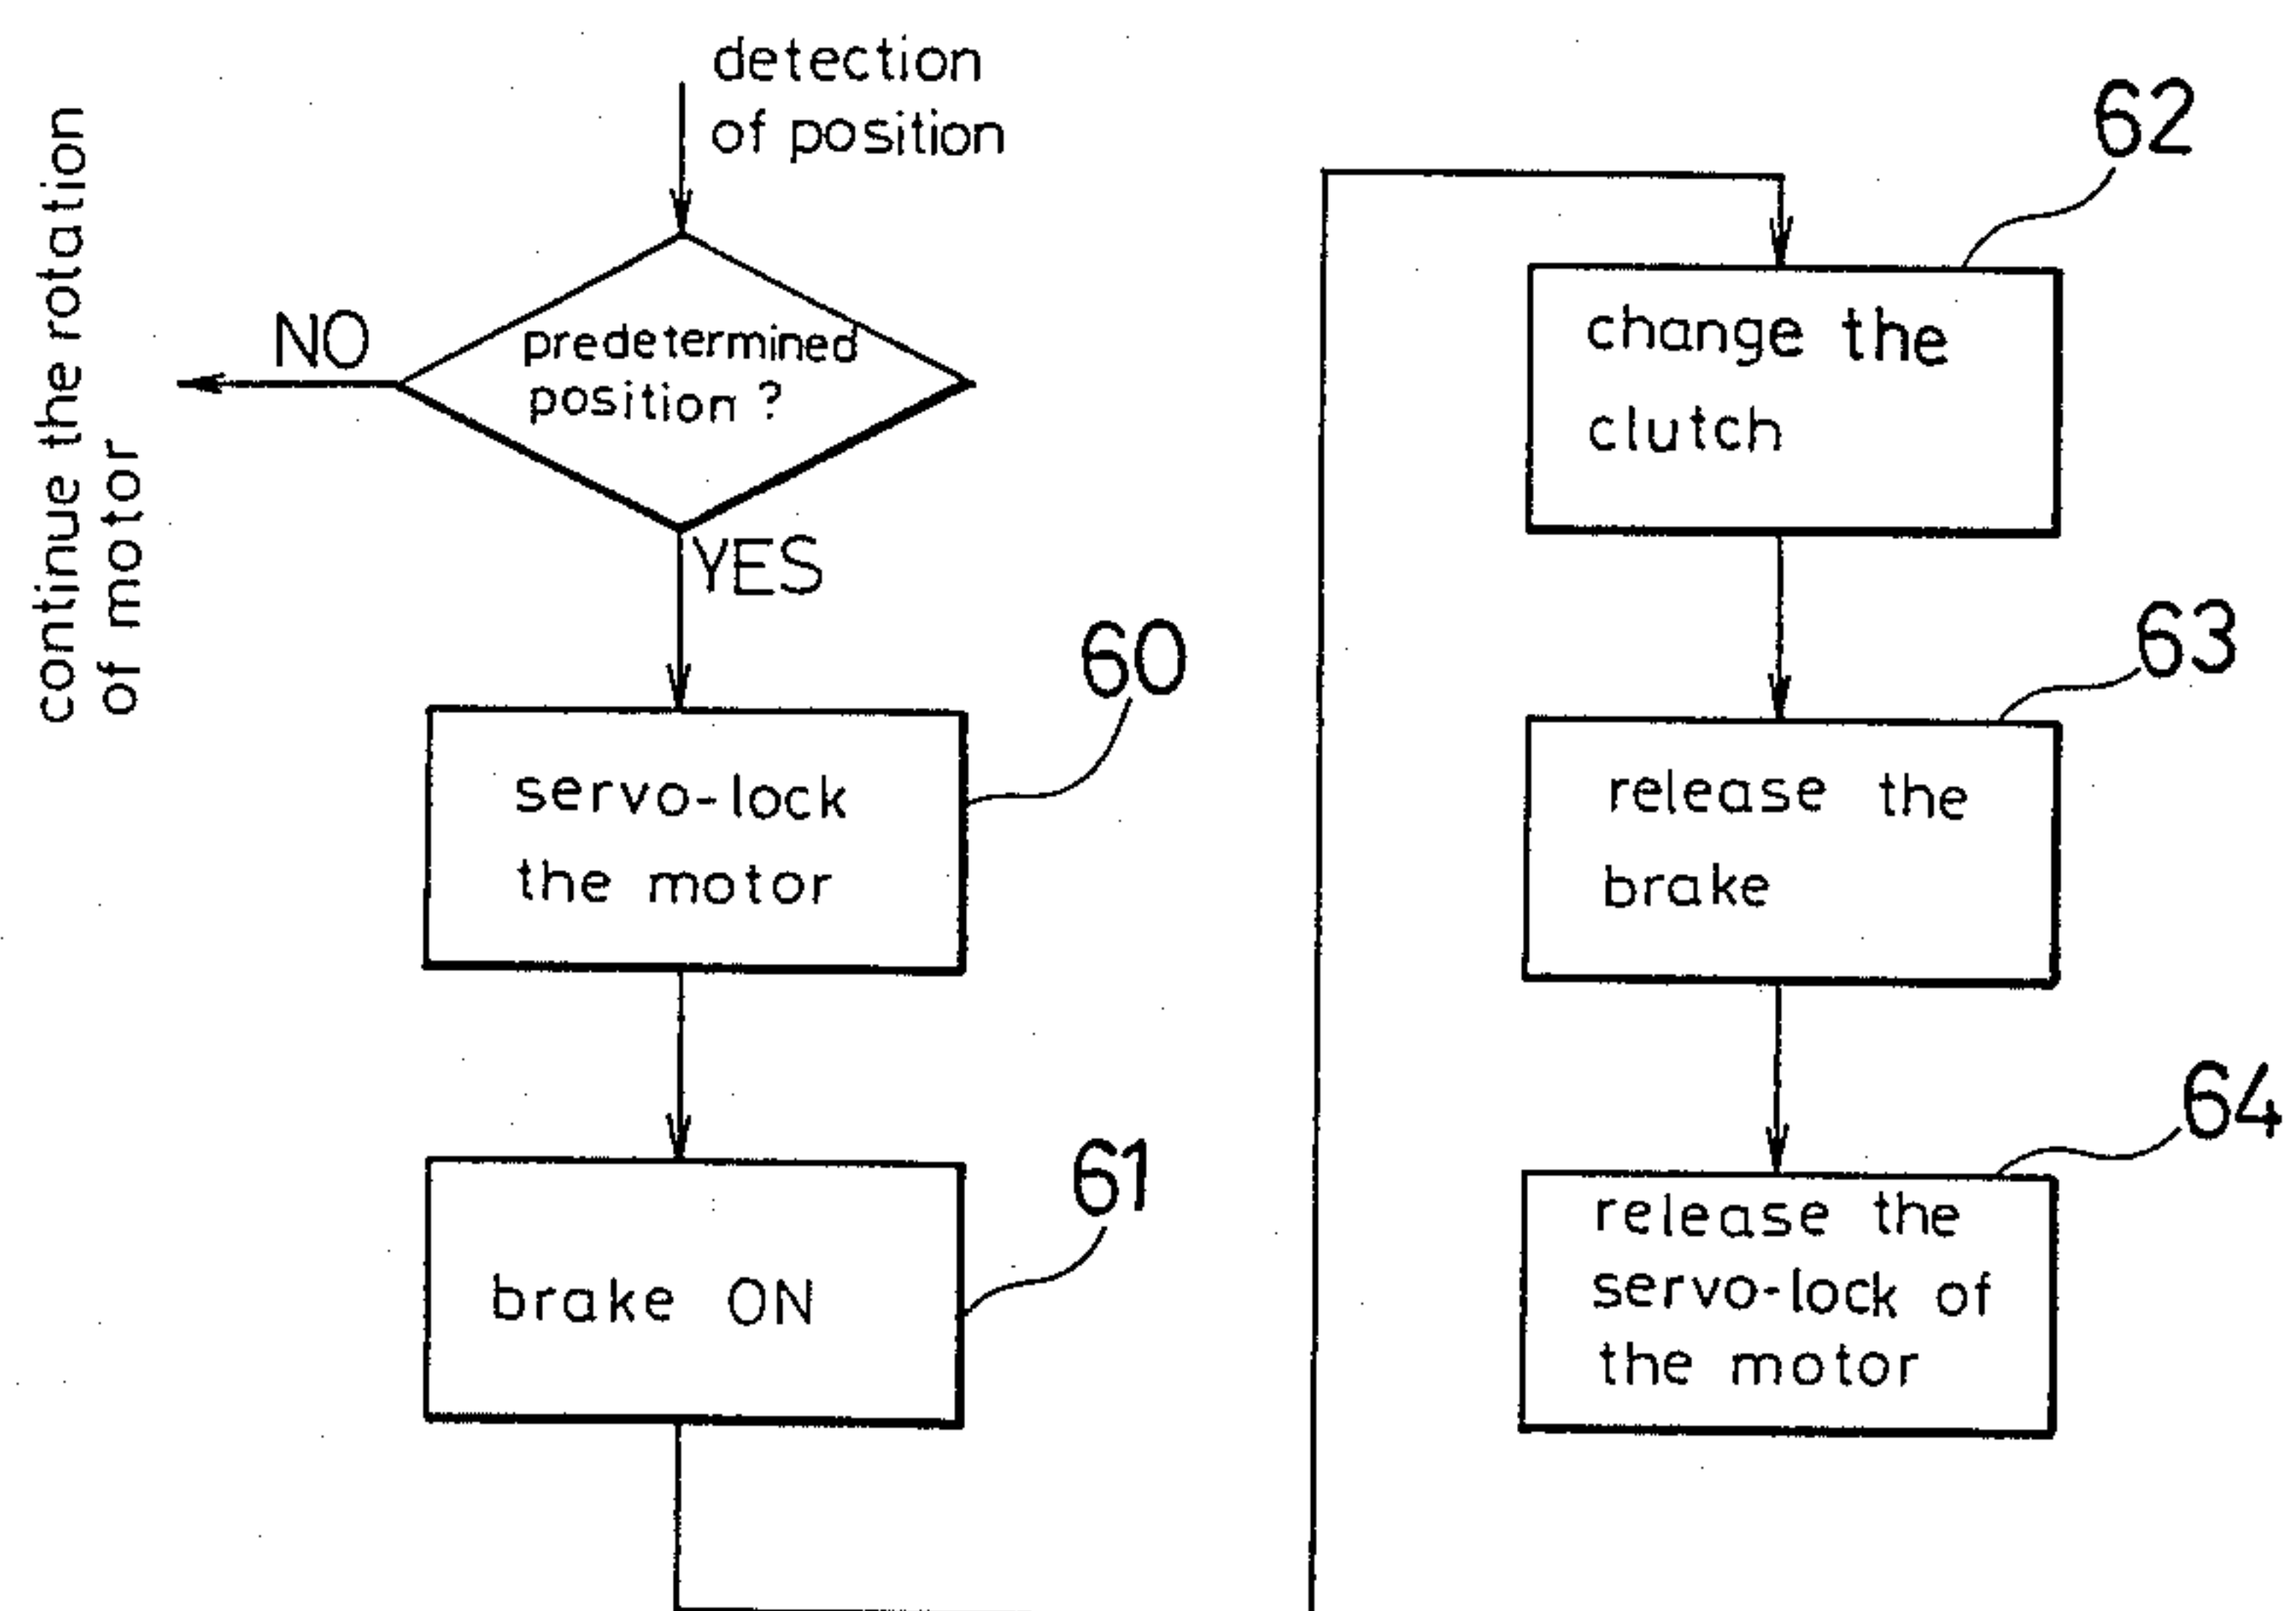 detection
of position
continue the rotation
of motor
NO
predetermined
position ?
YES
60
servo-lock
the motor
61
brake ON
62
change the
clutch
63
release the
brake
64
release the
servo-lock of
the motor